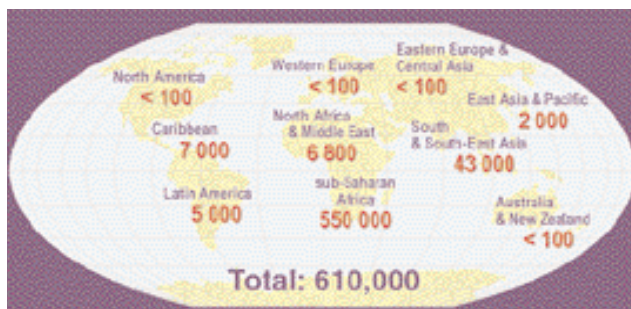 North America
< 100
Western Europe
< 100
Eastern Europe &
Central Asia
< 100
East Asia & Pacific
2 000
Caribbean
7 000
North Africa
& Middle East
6 800
South
& South-East Asia
43 000
Latin America
5 000
sub-Saharan
Africa
550 000
Australia
& New Zealand
< 100
Total: 610,000